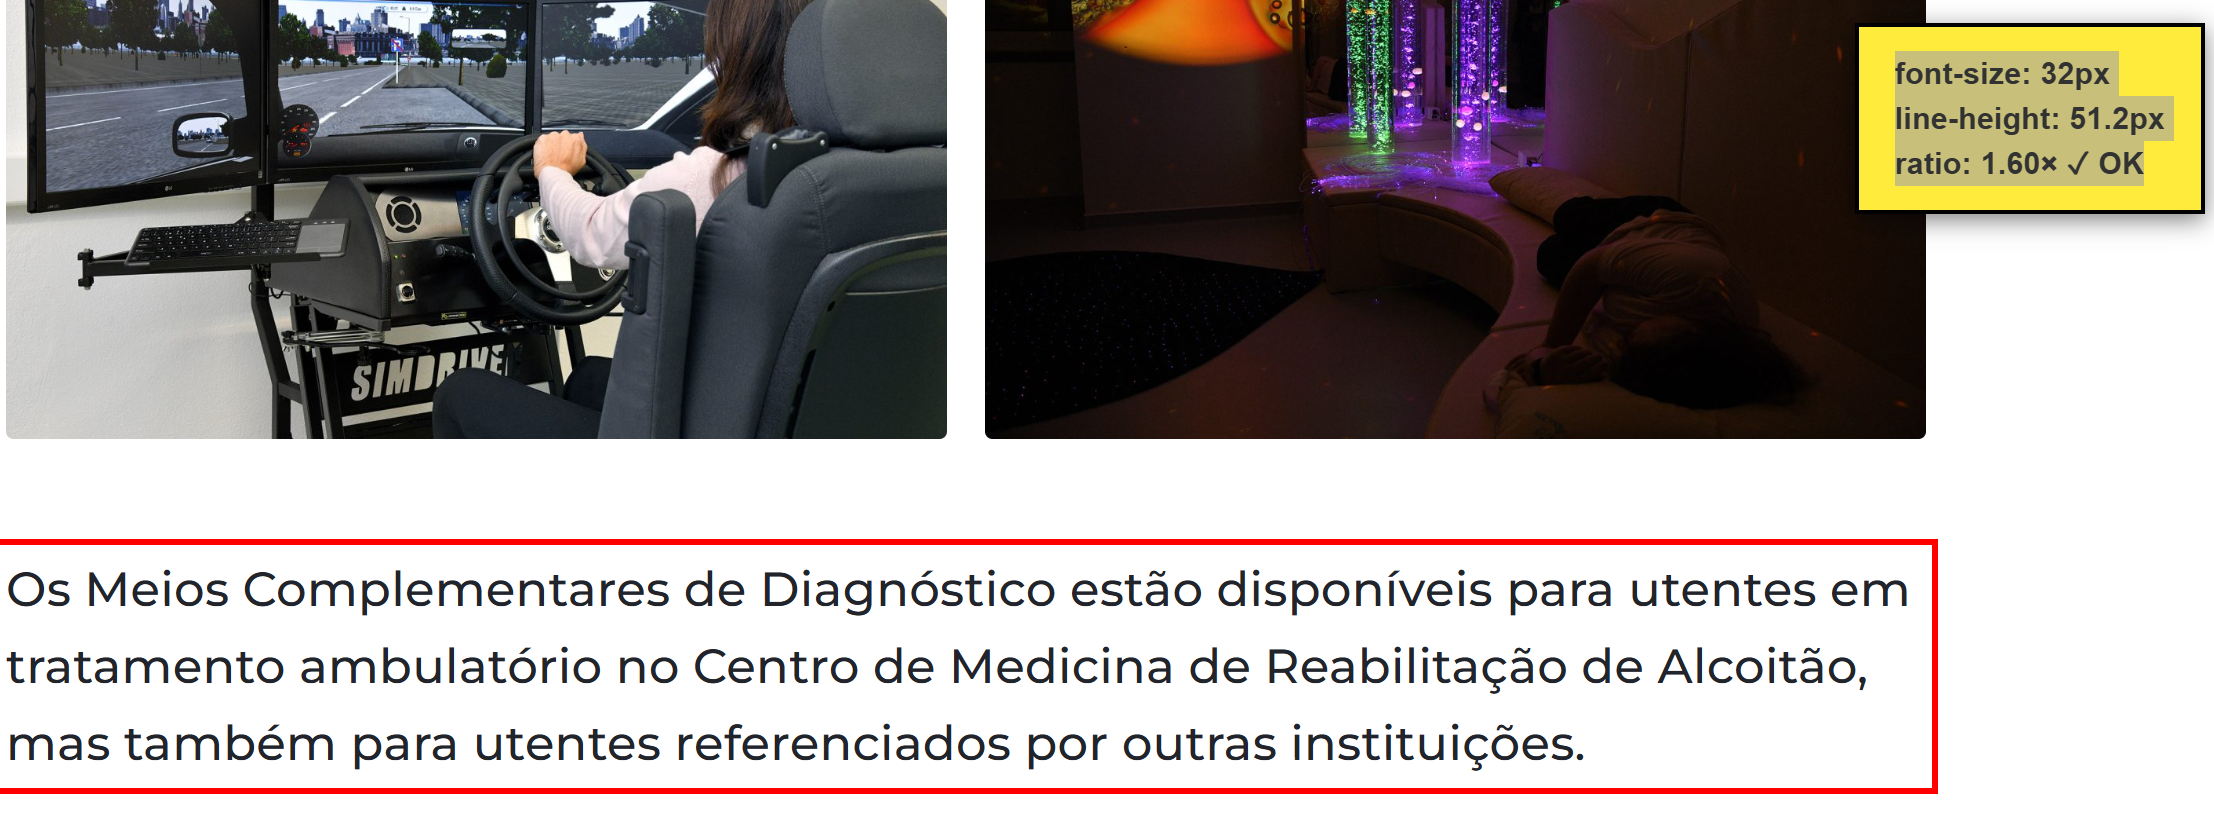 SIMDRIVE
font-size: 32px
line-height: 51.2px
ratio: 1.60× ✓ OK
Os Meios Complementares de Diagnóstico estão disponíveis para utentes em
tratamento ambulatório no Centro de Medicina de Reabilitação de Alcoitão,
mas também para utentes referenciados por outras instituições.